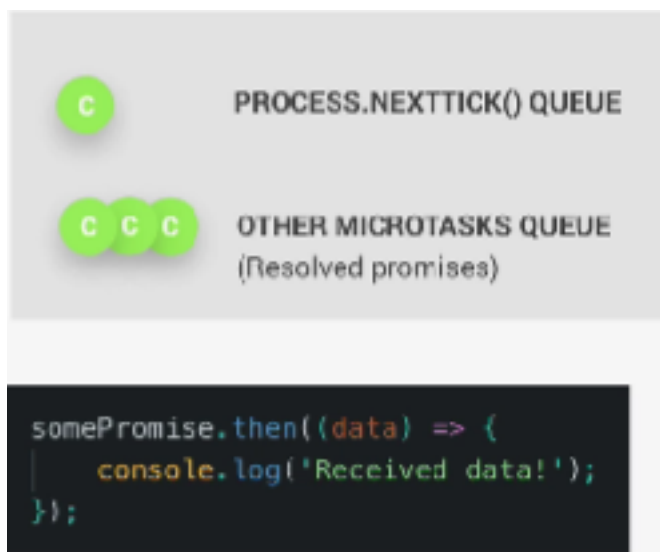 C PROCESS.NEXTTICK() QUEUE
C C C OTHER MICROTASKS QUEUE
(Resolved promises)
somePromise.then((data) => {
    console.log('Received data!');
});